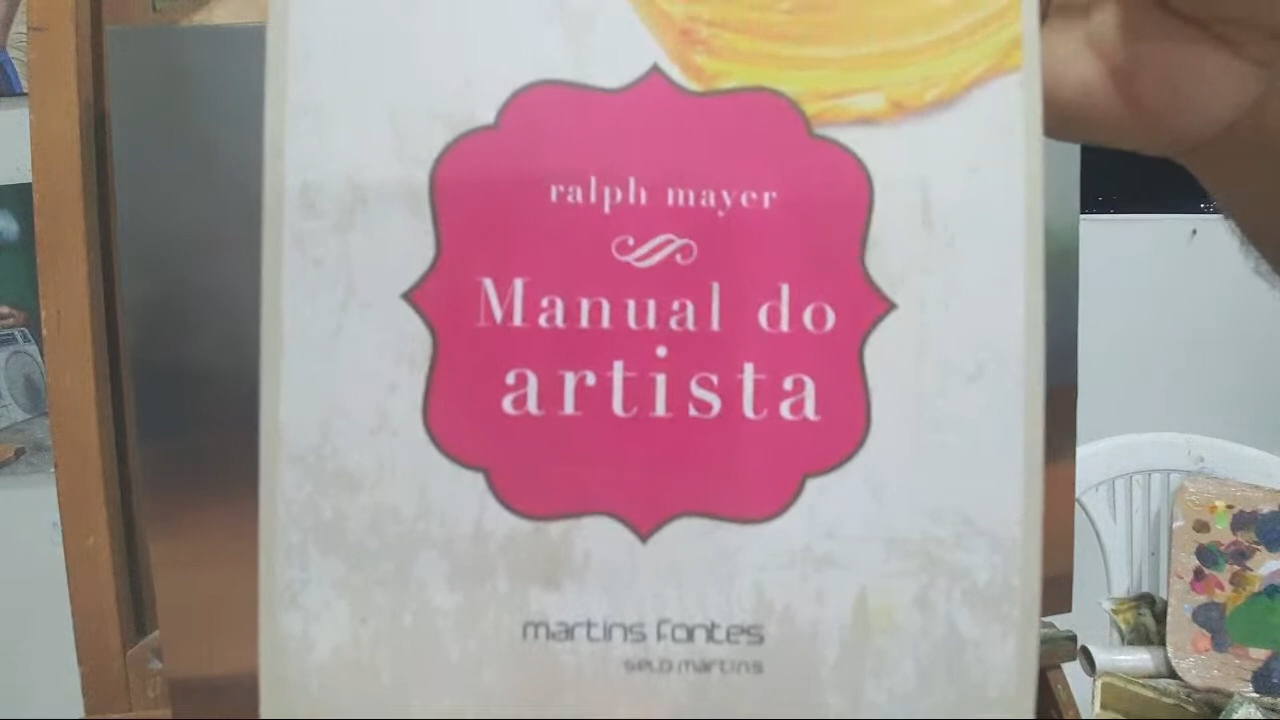 ralph mayer
Manual do
artista
martins fontes
selo martins